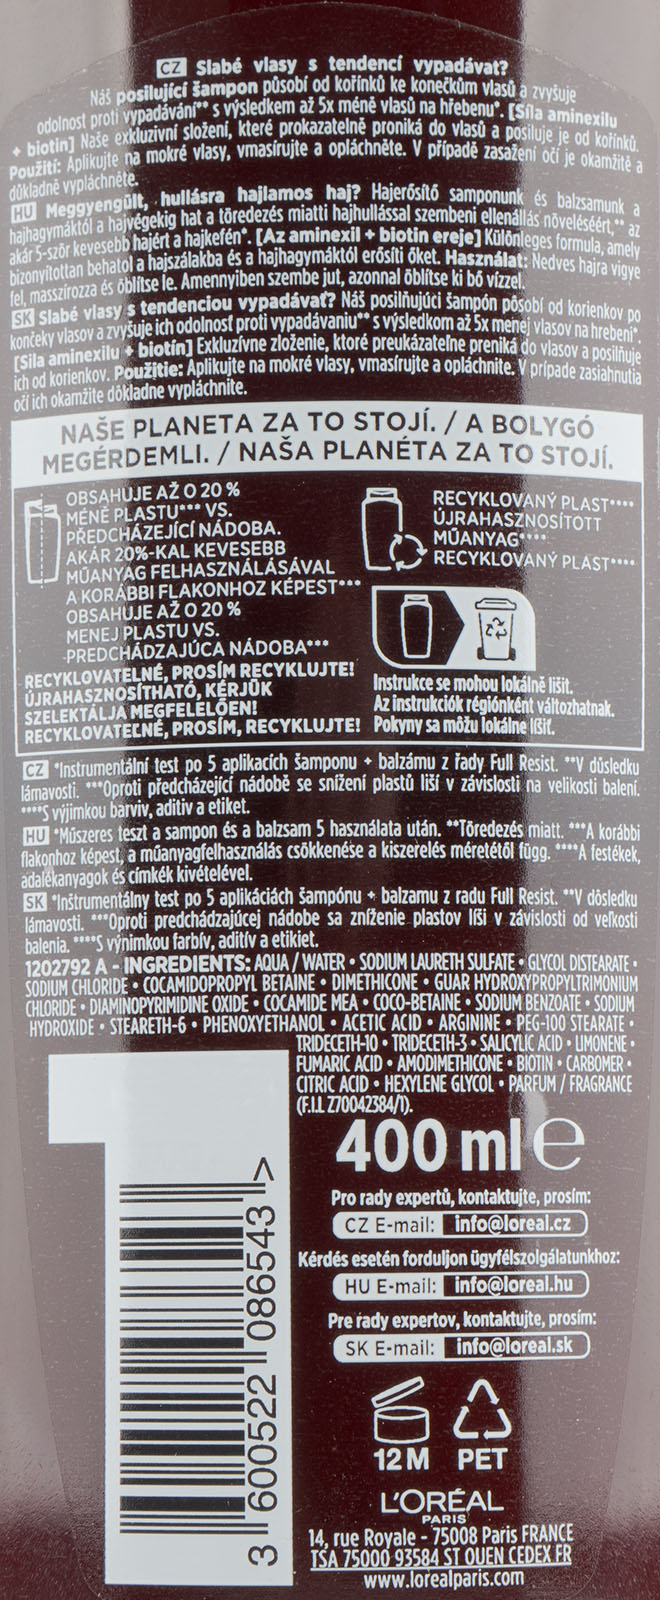 CZ Slabé vlasy s tendencí vypadávat?
Náš posilující šampon působí od kořínků ke konečkům vlasů a zvyšuje
odolnost proti vypadávání** s výsledkem až 5x méně vlasů na hřebenu*. [Síla aminexilu
+ biotin] Naše exkluzivní složení, které prokazatelně proniká do vlasů a posiluje je od kořínků.
Použití: Aplikujte na mokré vlasy, vmasírujte a opláchněte. V případě zasažení očí je okamžitě a
důkladně vypláchněte.
HU Meggyengült, hullásra hajlamos haj? Hajerősítő samponunk és balzsamunk a
hajhagymáktól a hajvégekig hat a töredezés miatti hajhullással szembeni ellenállás növeléséért,** az
akár 5-ször kevesebb hajért a hajkefén*. [Az aminexil + biotin ereje] Különleges formula, amely
bizonyítottan behatol a hajszálakba és a hajhagymáktól erősíti őket. Használat: Nedves hajra vigye
fel, masszírozza és öblítse le. Amennyiben szembe jut, azonnal öblítse ki bő vízzel.
SK Slabé vlasy s tendenciou vypadávať? Náš posilňujúci šampón pôsobí od korienkov po
končeky vlasov a zvyšuje ich odolnosť proti vypadávaniu** s výsledkom až 5x menej vlasov na hrebeni*.
[Sila aminexilu + biotín] Exkluzívne zloženie, ktoré preukázateľne preniká do vlasov a posilňuje
ich od korienkov. Použitie: Aplikujte na mokré vlasy, vmasírujte a opláchnite. V prípade zasiahnutia
očí ich okamžite dôkladne vypláchnite.
NAŠE PLANETA ZA TO STOJÍ. / A BOLYGÓ
MEGÉRDEMLI. / NAŠA PLANÉTA ZA TO STOJÍ.
OBSAHUJE AŽ O 20 %
MÉNĚ PLASTU*** VS.
PŘEDCHÁZEJÍCÍ NÁDOBA.
AKÁR 20%-KAL KEVESEBB
MŰANYAG FELHASZNÁLÁSÁVAL
A KORÁBBI FLAKONHOZ KÉPEST***
OBSAHUJE AŽ O 20 %
MENEJ PLASTU VS.
PREDCHÁDZAJÚCA NÁDOBA***
RECYKLOVATELNÉ, PROSÍM RECYKLUJTE!
ÚJRAHASZNOSÍTHATÓ, KÉRJÜK
SZELEKTÁLJA MEGFELELŐEN!
RECYKLOVATEĽNÉ, PROSÍM, RECYKLUJTE!
RECYKLOVANÝ PLAST****
ÚJRAHASZNOSÍTOTT
MŰANYAG****
RECYKLOVANÝ PLAST****
Instrukce se mohou lokálně lišit.
Az instrukciók régiónként változhatnak.
Pokyny sa môžu lokálne líšiť.
CZ *Instrumentální test po 5 aplikacích šamponu + balzámu z řady Full Resist. **V důsledku
lámavosti. ***Oproti předcházející nádobě se snížení plastů liší v závislosti na velikosti balení.
****S výjimkou barviv, aditiv a etiket.
HU *Műszeres teszt a sampon és a balzsam 5 használata után. **Töredezés miatt. ***A korábbi
flakonhoz képest, a műanyagfelhasználás csökkenése a kiszerelés méretétől függ. ****A festékek,
adalékanyagok és címkék kivételével.
SK *Inštrumentálny test po 5 aplikáciách šampónu + balzamu z radu Full Resist. **V dôsledku
lámavosti. ***Oproti predchádzajúcej nádobe sa zníženie plastov líši v závislosti od veľkosti
balenia. ****S výnimkou farbív, aditív a etikiet.
1202792 A - INGREDIENTS: AQUA / WATER • SODIUM LAURETH SULFATE • GLYCOL DISTEARATE •
SODIUM CHLORIDE • COCAMIDOPROPYL BETAINE • DIMETHICONE • GUAR HYDROXYPROPYLTRIMONIUM
CHLORIDE • DIAMINOPYRIMIDINE OXIDE • COCAMIDE MEA • COCO-BETAINE • SODIUM BENZOATE • SODIUM
HYDROXIDE • STEARETH-6 • PHENOXYETHANOL • ACETIC ACID • ARGININE • PEG-100 STEARATE •
TRIDECETH-10 • TRIDECETH-3 • SALICYLIC ACID • LIMONENE •
FUMARIC ACID • AMODIMETHICONE • BIOTIN • CARBOMER •
CITRIC ACID • HEXYLENE GLYCOL • PARFUM / FRAGRANCE
(F.I.L Z70042384/1).
400 ml e
Pro rady expertů, kontaktujte, prosím:
CZ E-mail: info@loreal.cz
Kérdés esetén forduljon ügyfélszolgálatunkhoz:
HU E-mail: info@loreal.hu
Pre rady expertov, kontaktujte, prosím:
SK E-mail: info@loreal.sk
3 600522 086543 >
12 M PET
L'ORÉAL
PARIS
14, rue Royale - 75008 Paris FRANCE
TSA 75000 93584 ST OUEN CEDEX FR
www.lorealparis.com